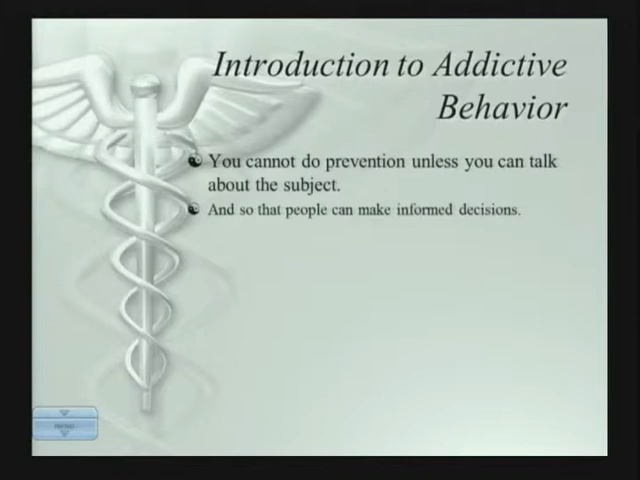 Introduction to Addictive
Behavior
You cannot do prevention unless you can talk
about the subject.
And so that people can make informed decisions.